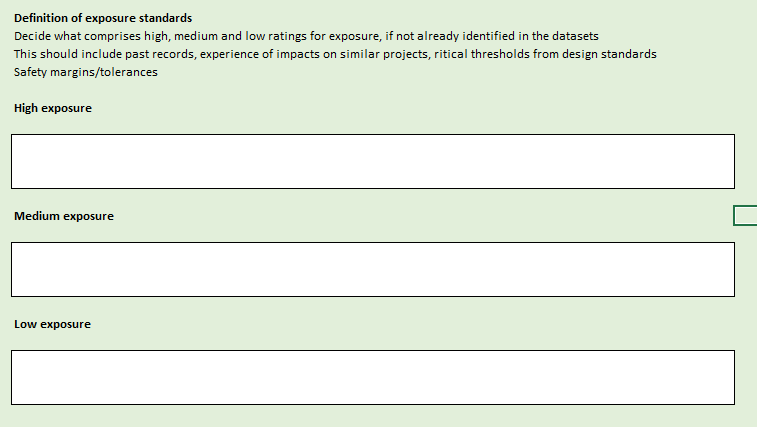 Definition of exposure standards
Decide what comprises high, medium and low ratings for exposure, if not already identified in the datasets
This should include past records, experience of impacts on similar projects, ritical thresholds from design standards
Safety margins/tolerances
High exposure
Medium exposure
Low exposure